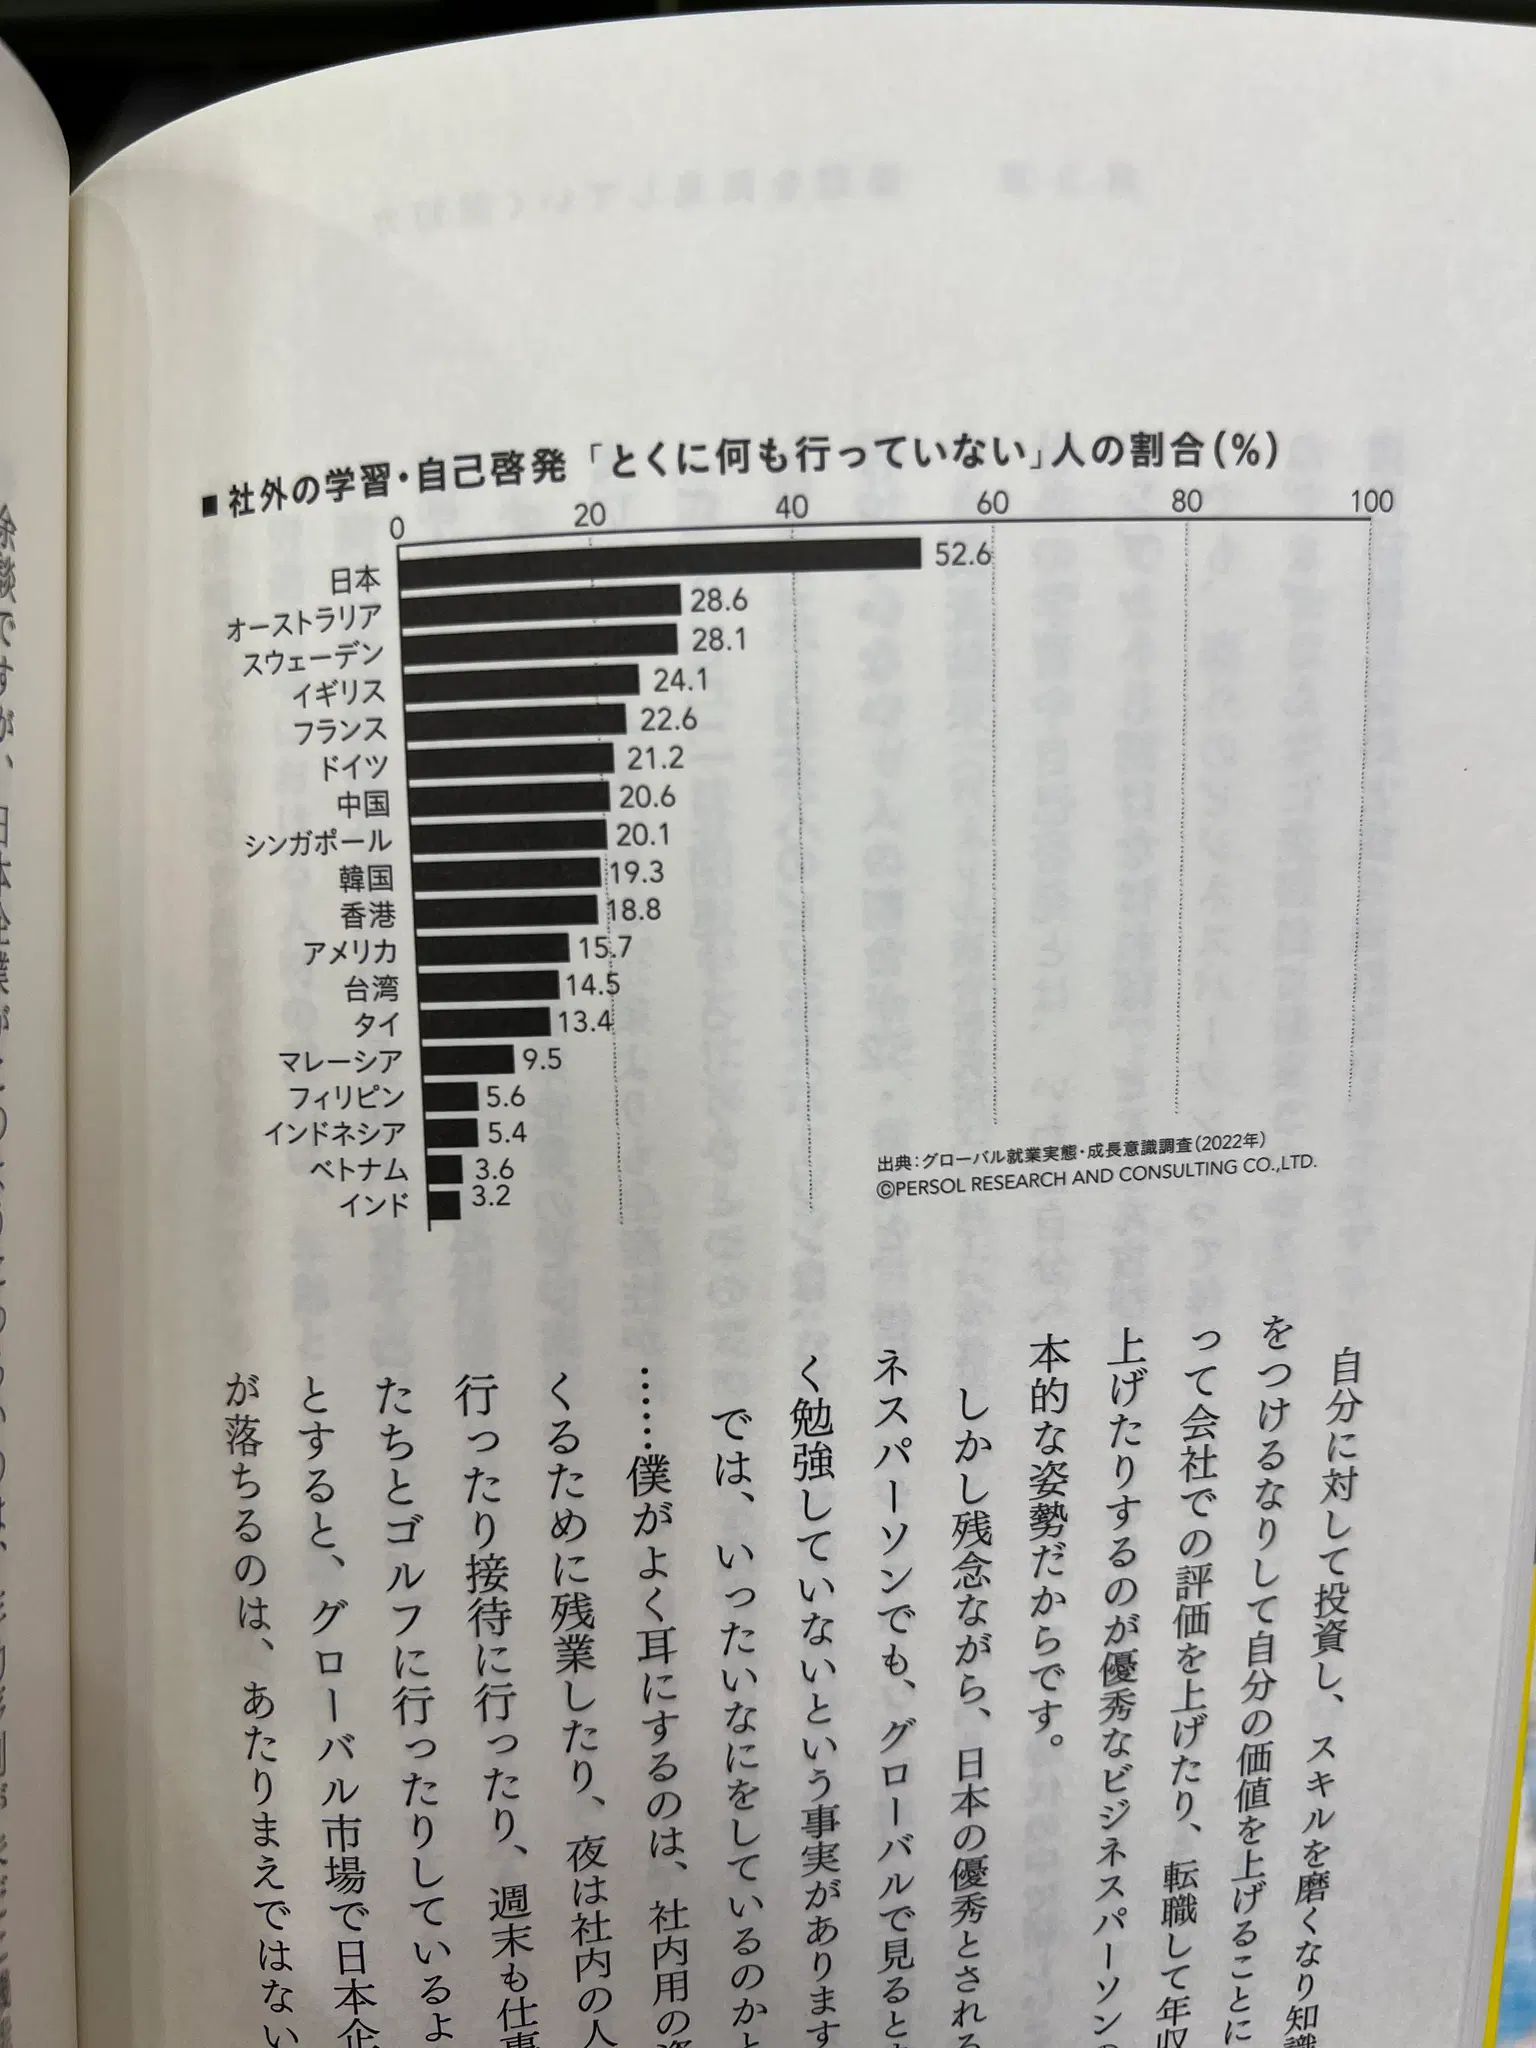 ■社外の学習・自己啓発「とくに何も行っていない」人の割合(%)
0 20 40 60 80 100
日本 52.6
オーストラリア 28.6
スウェーデン 28.1
イギリス 24.1
フランス 22.6
ドイツ 21.2
中国 20.6
シンガポール 20.1
韓国 19.3
香港 18.8
アメリカ 15.7
台湾 14.5
タイ 13.4
マレーシア 9.5
フィリピン 5.6
インドネシア 5.4
ベトナム 3.6
インド 3.2
出典:グローバル就業実態・成長意識調査(2022年)
©PERSOL RESEARCH AND CONSULTING CO.,LTD.
自分に対して投資し、スキルを磨くなり知識
をつけるなりして自分の価値を上げることに
って会社での評価を上げたり、転職して年収
上げたりするのが優秀なビジネスパーソンの
本的な姿勢だからです。
しかし残念ながら、日本の優秀とされる
ネスパーソンでも、グローバルで見ると
く勉強していないという事実があります
では、いったいなにをしているのかと
……僕がよく耳にするのは、社内用の
くるために残業したり、夜は社内の人
行ったり接待に行ったり、週末も仕事
たちとゴルフに行ったりしているよ
とすると、グローバル市場で日本企
が落ちるのは、あたりまえではない
余談ですが、日本企業が